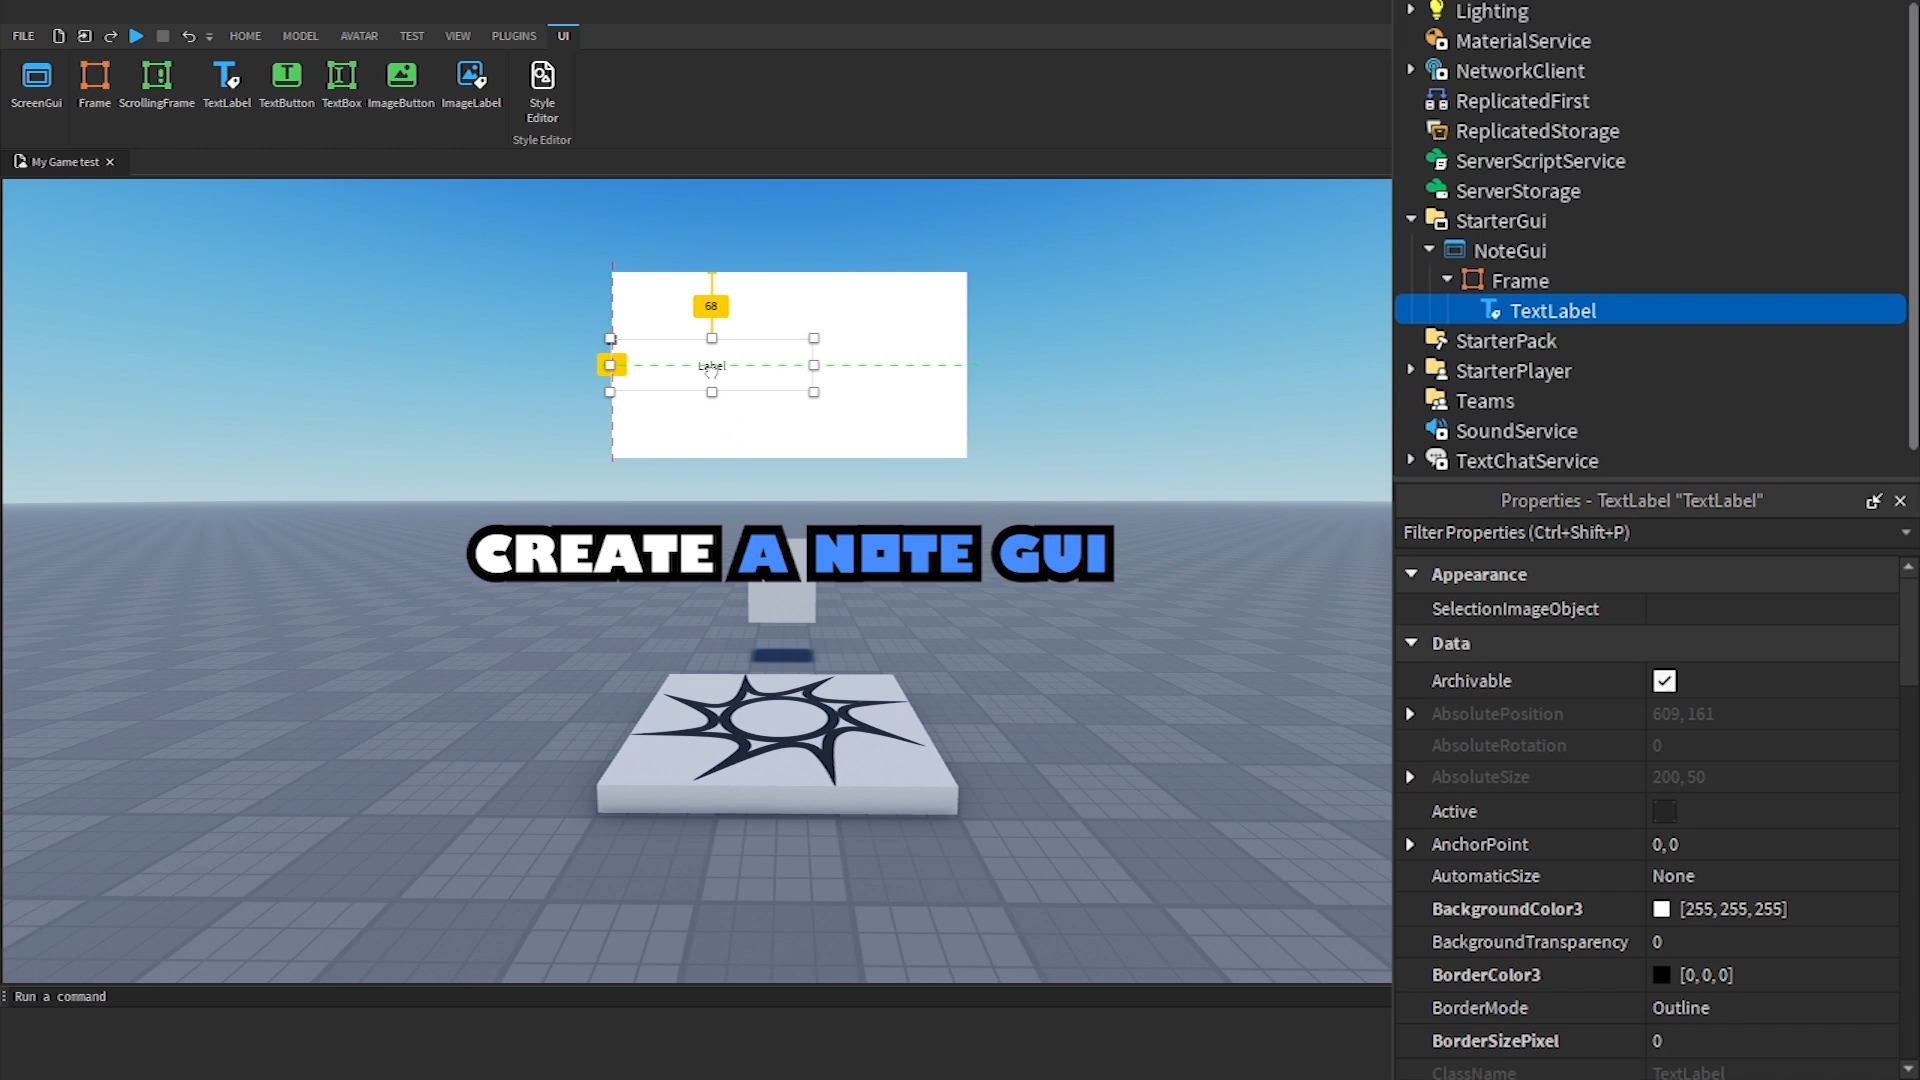 FILE HOME MODEL AVATAR TEST VIEW PLUGINS UI
ScreenGui Frame ScrollingFrame TextLabel TextButton TextBox ImageButton ImageLabel Style Editor
Style Editor
My Game test
68
Label
CREATE A NOTE GUI
Run a command
Lighting
MaterialService
NetworkClient
ReplicatedFirst
ReplicatedStorage
ServerScriptService
ServerStorage
StarterGui
NoteGui
Frame
TextLabel
StarterPack
StarterPlayer
Teams
SoundService
TextChatService
Properties - TextLabel "TextLabel"
Filter Properties (Ctrl+Shift+P)
Appearance
SelectionImageObject
Data
Archivable
AbsolutePosition 609, 161
AbsoluteRotation 0
AbsoluteSize 200, 50
Active
AnchorPoint 0, 0
AutomaticSize None
BackgroundColor3 [255, 255, 255]
BackgroundTransparency 0
BorderColor3 [0, 0, 0]
BorderMode Outline
BorderSizePixel 0
ClassName TextLabel